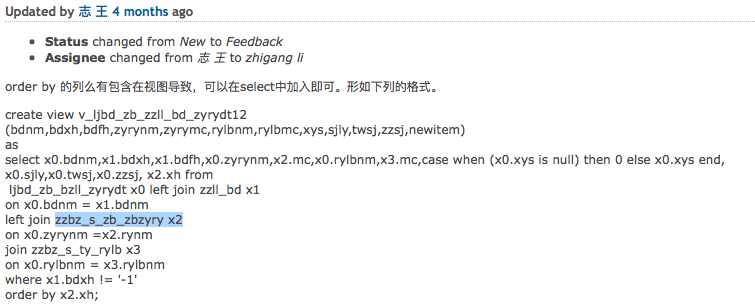 Updated by 志 王 4 months ago
Status changed from New to Feedback
Assignee changed from 志 王 to zhigang li
order by 的列么有包含在视图导致，可以在select中加入即可。形如下列的格式。
create view v_ljbd_zb_zzll_bd_zyrydt12
(bdnm,bdxh,bdfh,zyrynm,zyrymc,rylbnm,rylbmc,xys,sjly,twsj,zzsj,newitem)
as
select x0.bdnm,x1.bdxh,x1.bdfh,x0.zyrynm,x2.mc,x0.rylbnm,x3.mc,case when (x0.xys is null) then 0 else x0.xys end,
x0.sjly,x0.twsj,x0.zzsj, x2.xh from
ljbd_zb_bzll_zyrydt x0 left join zzll_bd x1
on x0.bdnm = x1.bdnm
left join zzbz_s_zb_zbzyry x2
on x0.zyrynm =x2.rynm
join zzbz_s_ty_rylb x3
on x0.rylbnm = x3.rylbnm
where x1.bdxh != '-1'
order by x2.xh;